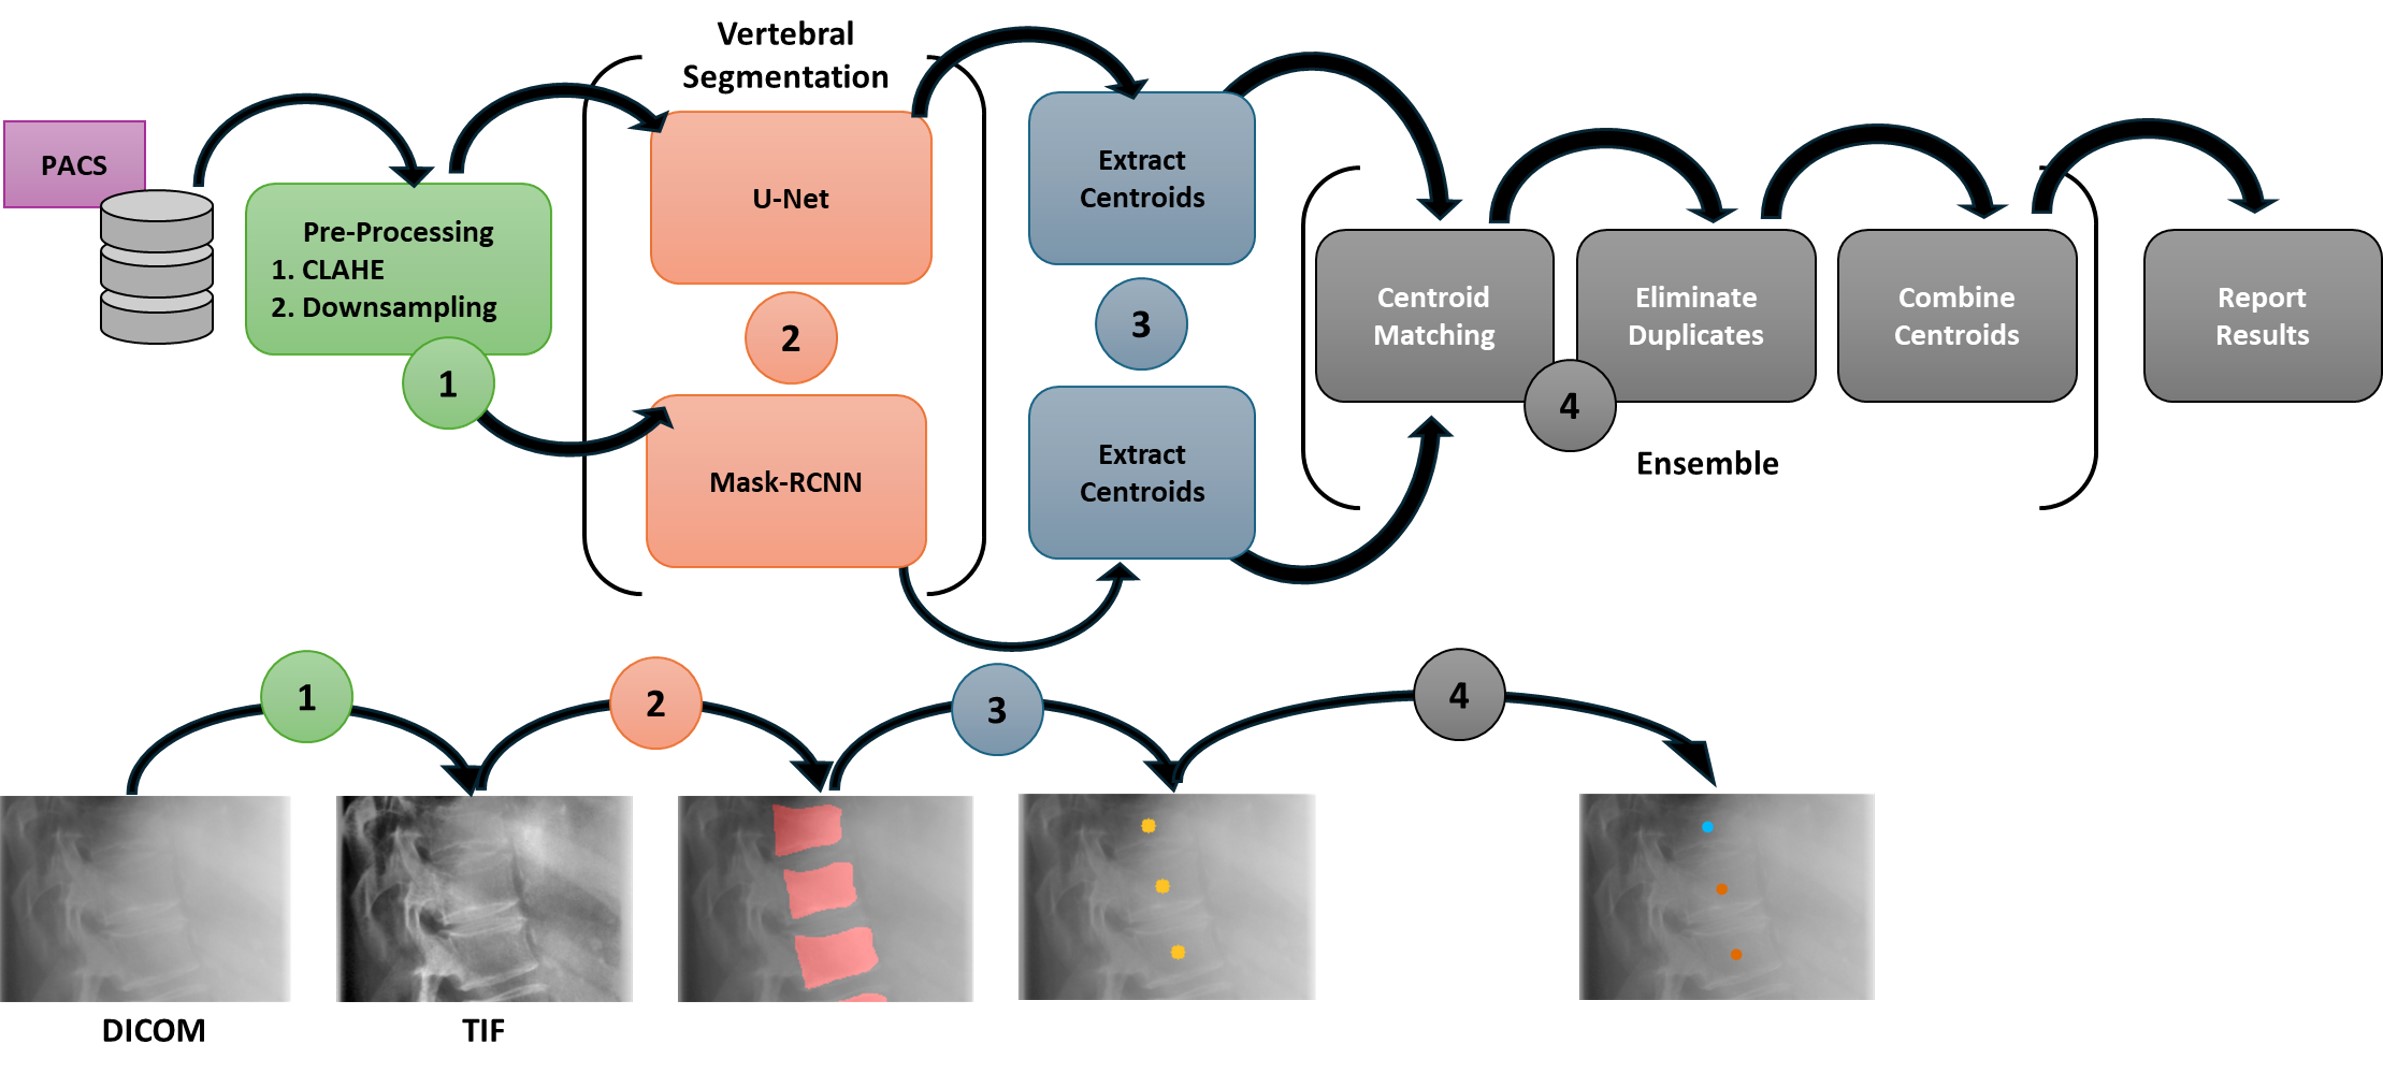 Vertebral
Segmentation
PACS
Pre-Processing
1. CLAHE
2. Downsampling
1
U-Net
2
Mask-RCNN
Extract
Centroids
3
Extract
Centroids
Centroid
Matching
Eliminate
Duplicates
Combine
Centroids
4
Ensemble
Report
Results
1
2
3
4
DICOM
TIF